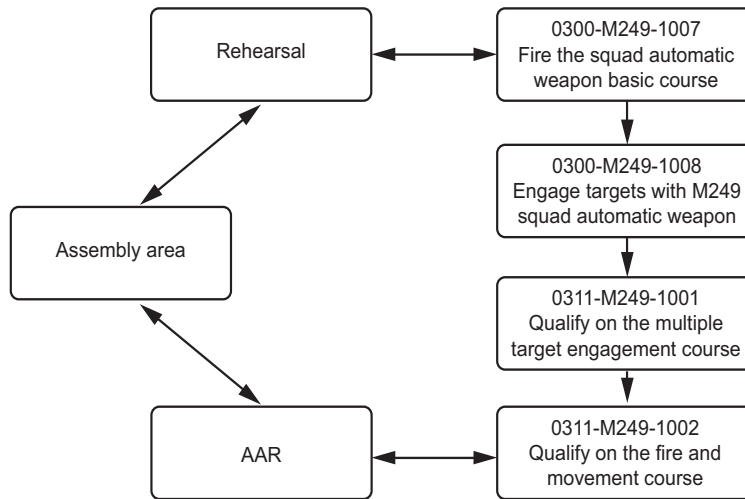 Rehearsal
0300-M249-1007
Fire the squad automatic
weapon basic course
0300-M249-1008
Engage targets with M249
squad automatic weapon
Assembly area
0311-M249-1001
Qualify on the multiple
target engagement course
AAR
0311-M249-1002
Qualify on the fire and
movement course